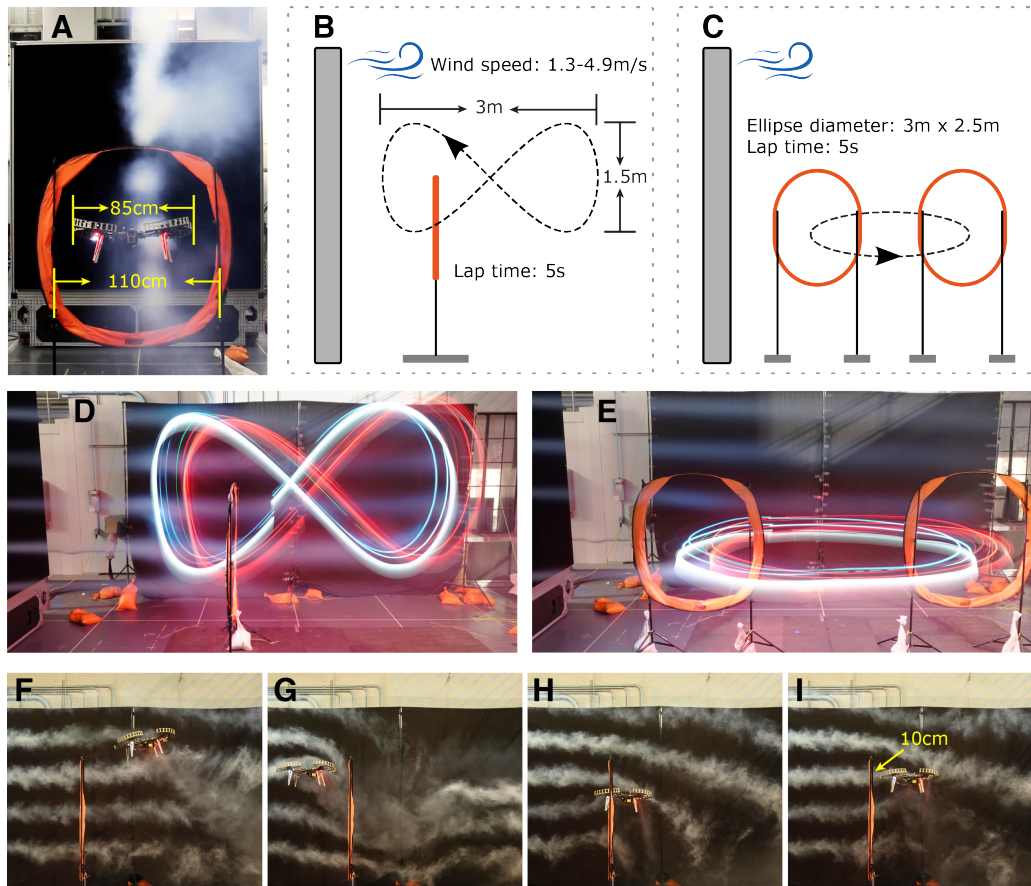 A
85cm
110cm
B
Wind speed: 1.3-4.9m/s
3m
1.5m
Lap time: 5s
C
Ellipse diameter: 3m x 2.5m
Lap time: 5s
D
E
F
G
H
I
10cm